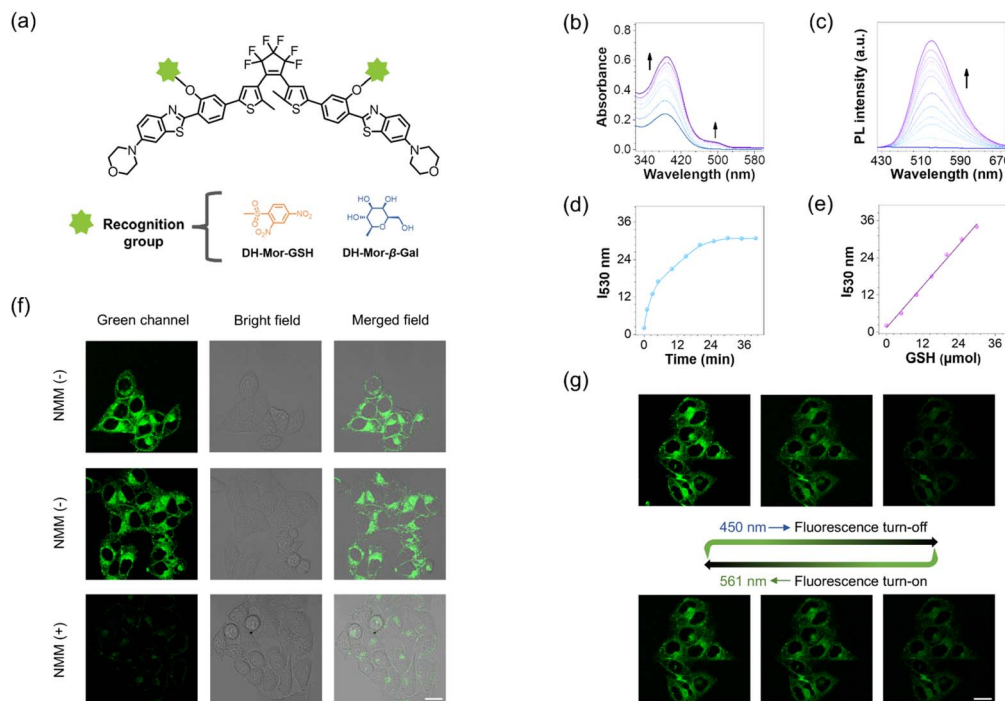 (a)
F F
F F
F F
O O
N N
S S S S
N N
O O
Recognition
group
O
S
O
NO₂
NO₂
DH-Mor-GSH
OH
HO
HO
O
OH
DH-Mor-β-Gal
(b)
Absorbance
0.8
0.6
0.4
0.2
0.0
340 420 500 580
Wavelength (nm)
(c)
PL intensity (a.u.)
430 510 590 670
Wavelength (nm)
(d)
I530 nm
36
24
12
0
0 12 24 36
Time (min)
(e)
I530 nm
36
24
12
0
0 12 24 36
GSH (μmol)
(f)
Green channel Bright field Merged field
NMM (-)
NMM (-)
NMM (+)
(g)
450 nm → Fluorescence turn-off
561 nm ← Fluorescence turn-on